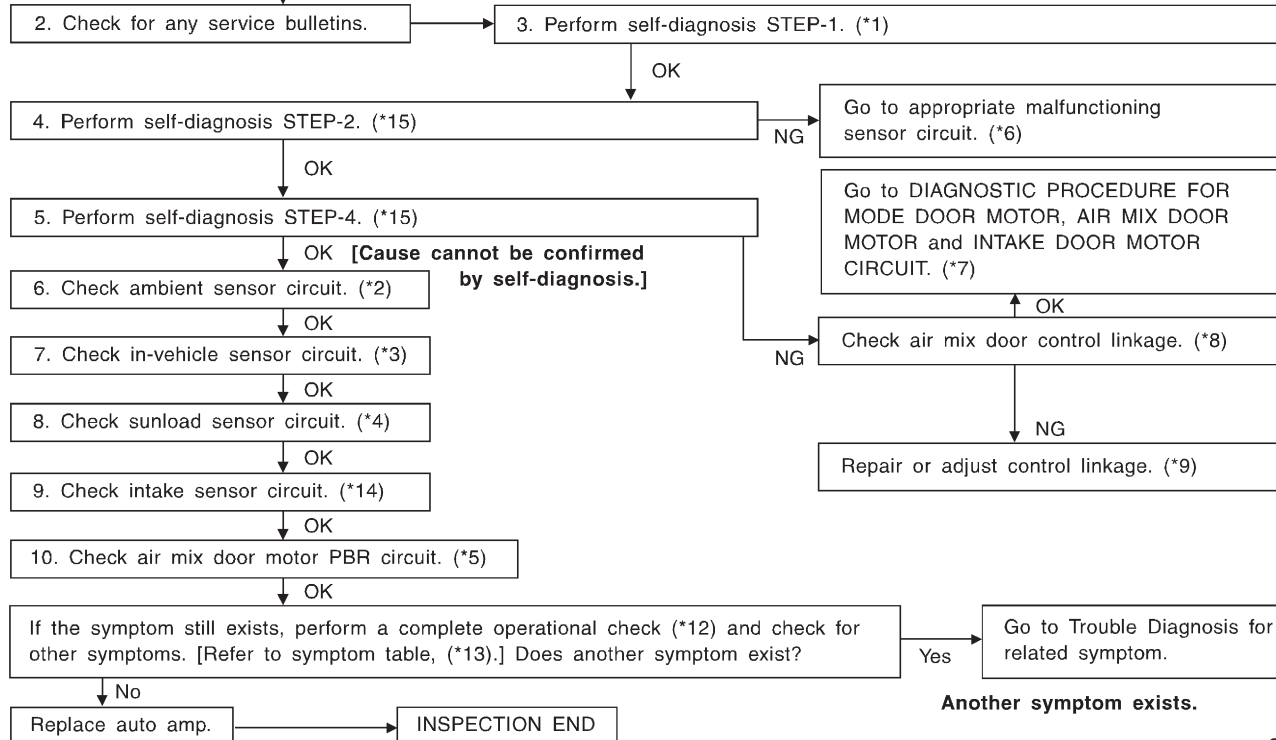 2. Check for any service bulletins.
3. Perform self-diagnosis STEP-1. (*1)
OK
4. Perform self-diagnosis STEP-2. (*15)
NG
Go to appropriate malfunctioning
sensor circuit. (*6)
OK
5. Perform self-diagnosis STEP-4. (*15)
Go to DIAGNOSTIC PROCEDURE FOR
MODE DOOR MOTOR, AIR MIX DOOR
MOTOR and INTAKE DOOR MOTOR
CIRCUIT. (*7)
OK [Cause cannot be confirmed
by self-diagnosis.]
6. Check ambient sensor circuit. (*2)
OK
OK
7. Check in-vehicle sensor circuit. (*3)
NG
Check air mix door control linkage. (*8)
OK
8. Check sunload sensor circuit. (*4)
NG
OK
Repair or adjust control linkage. (*9)
9. Check intake sensor circuit. (*14)
OK
10. Check air mix door motor PBR circuit. (*5)
OK
If the symptom still exists, perform a complete operational check (*12) and check for
other symptoms. [Refer to symptom table, (*13).] Does another symptom exist?
Yes
Go to Trouble Diagnosis for
related symptom.
Another symptom exists.
No
Replace auto amp.
INSPECTION END